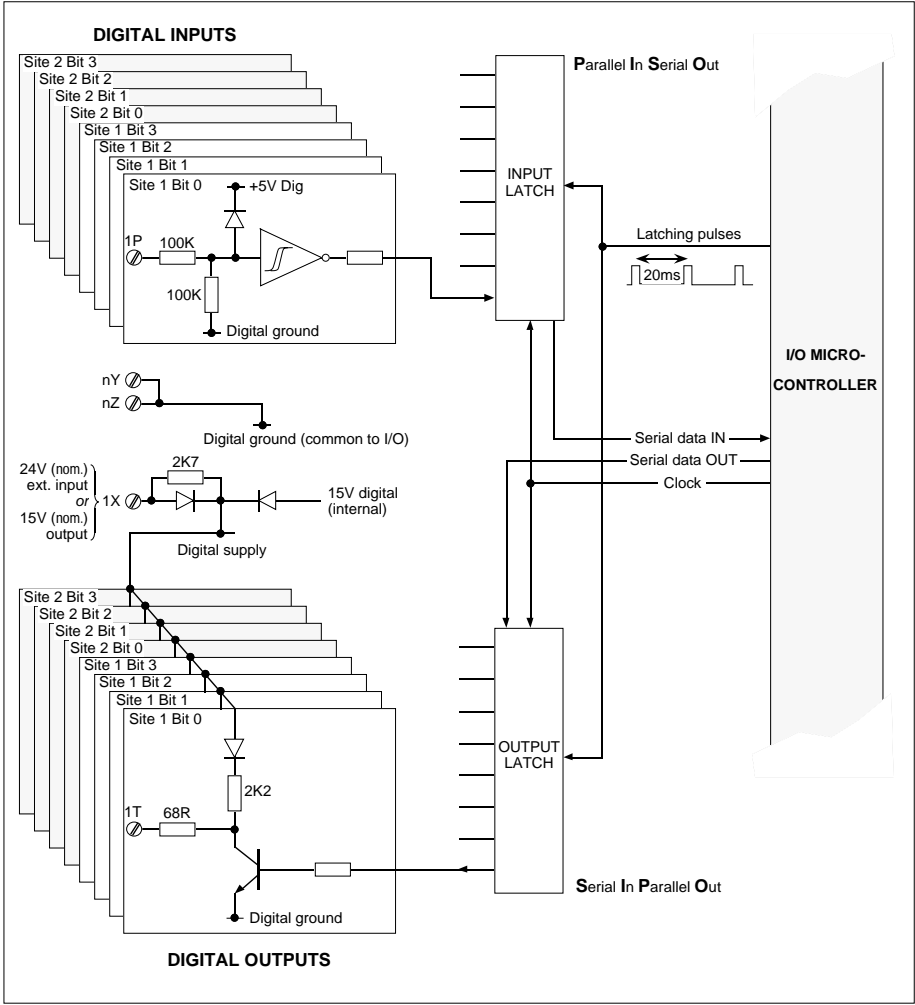 DIGITAL INPUTS
Site 2 Bit 3
Site 2 Bit 2
Site 2 Bit 1
Site 2 Bit 0
Site 1 Bit 3
Site 1 Bit 2
Site 1 Bit 1
Site 1 Bit 0
+5V Dig
1P
100K
100K
Digital ground
Parallel In Serial Out
INPUT
LATCH
Latching pulses
20ms
I/O MICRO-
CONTROLLER
nY
nZ
Digital ground (common to I/O)
Serial data IN
Serial data OUT
Clock
24V (nom.)
ext. input
or
15V (nom.)
output
1X
2K7
15V digital
(internal)
Digital supply
Site 2 Bit 3
Site 2 Bit 2
Site 2 Bit 1
Site 2 Bit 0
Site 1 Bit 3
Site 1 Bit 2
Site 1 Bit 1
Site 1 Bit 0
2K2
1T
68R
Digital ground
OUTPUT
LATCH
Serial In Parallel Out
DIGITAL OUTPUTS